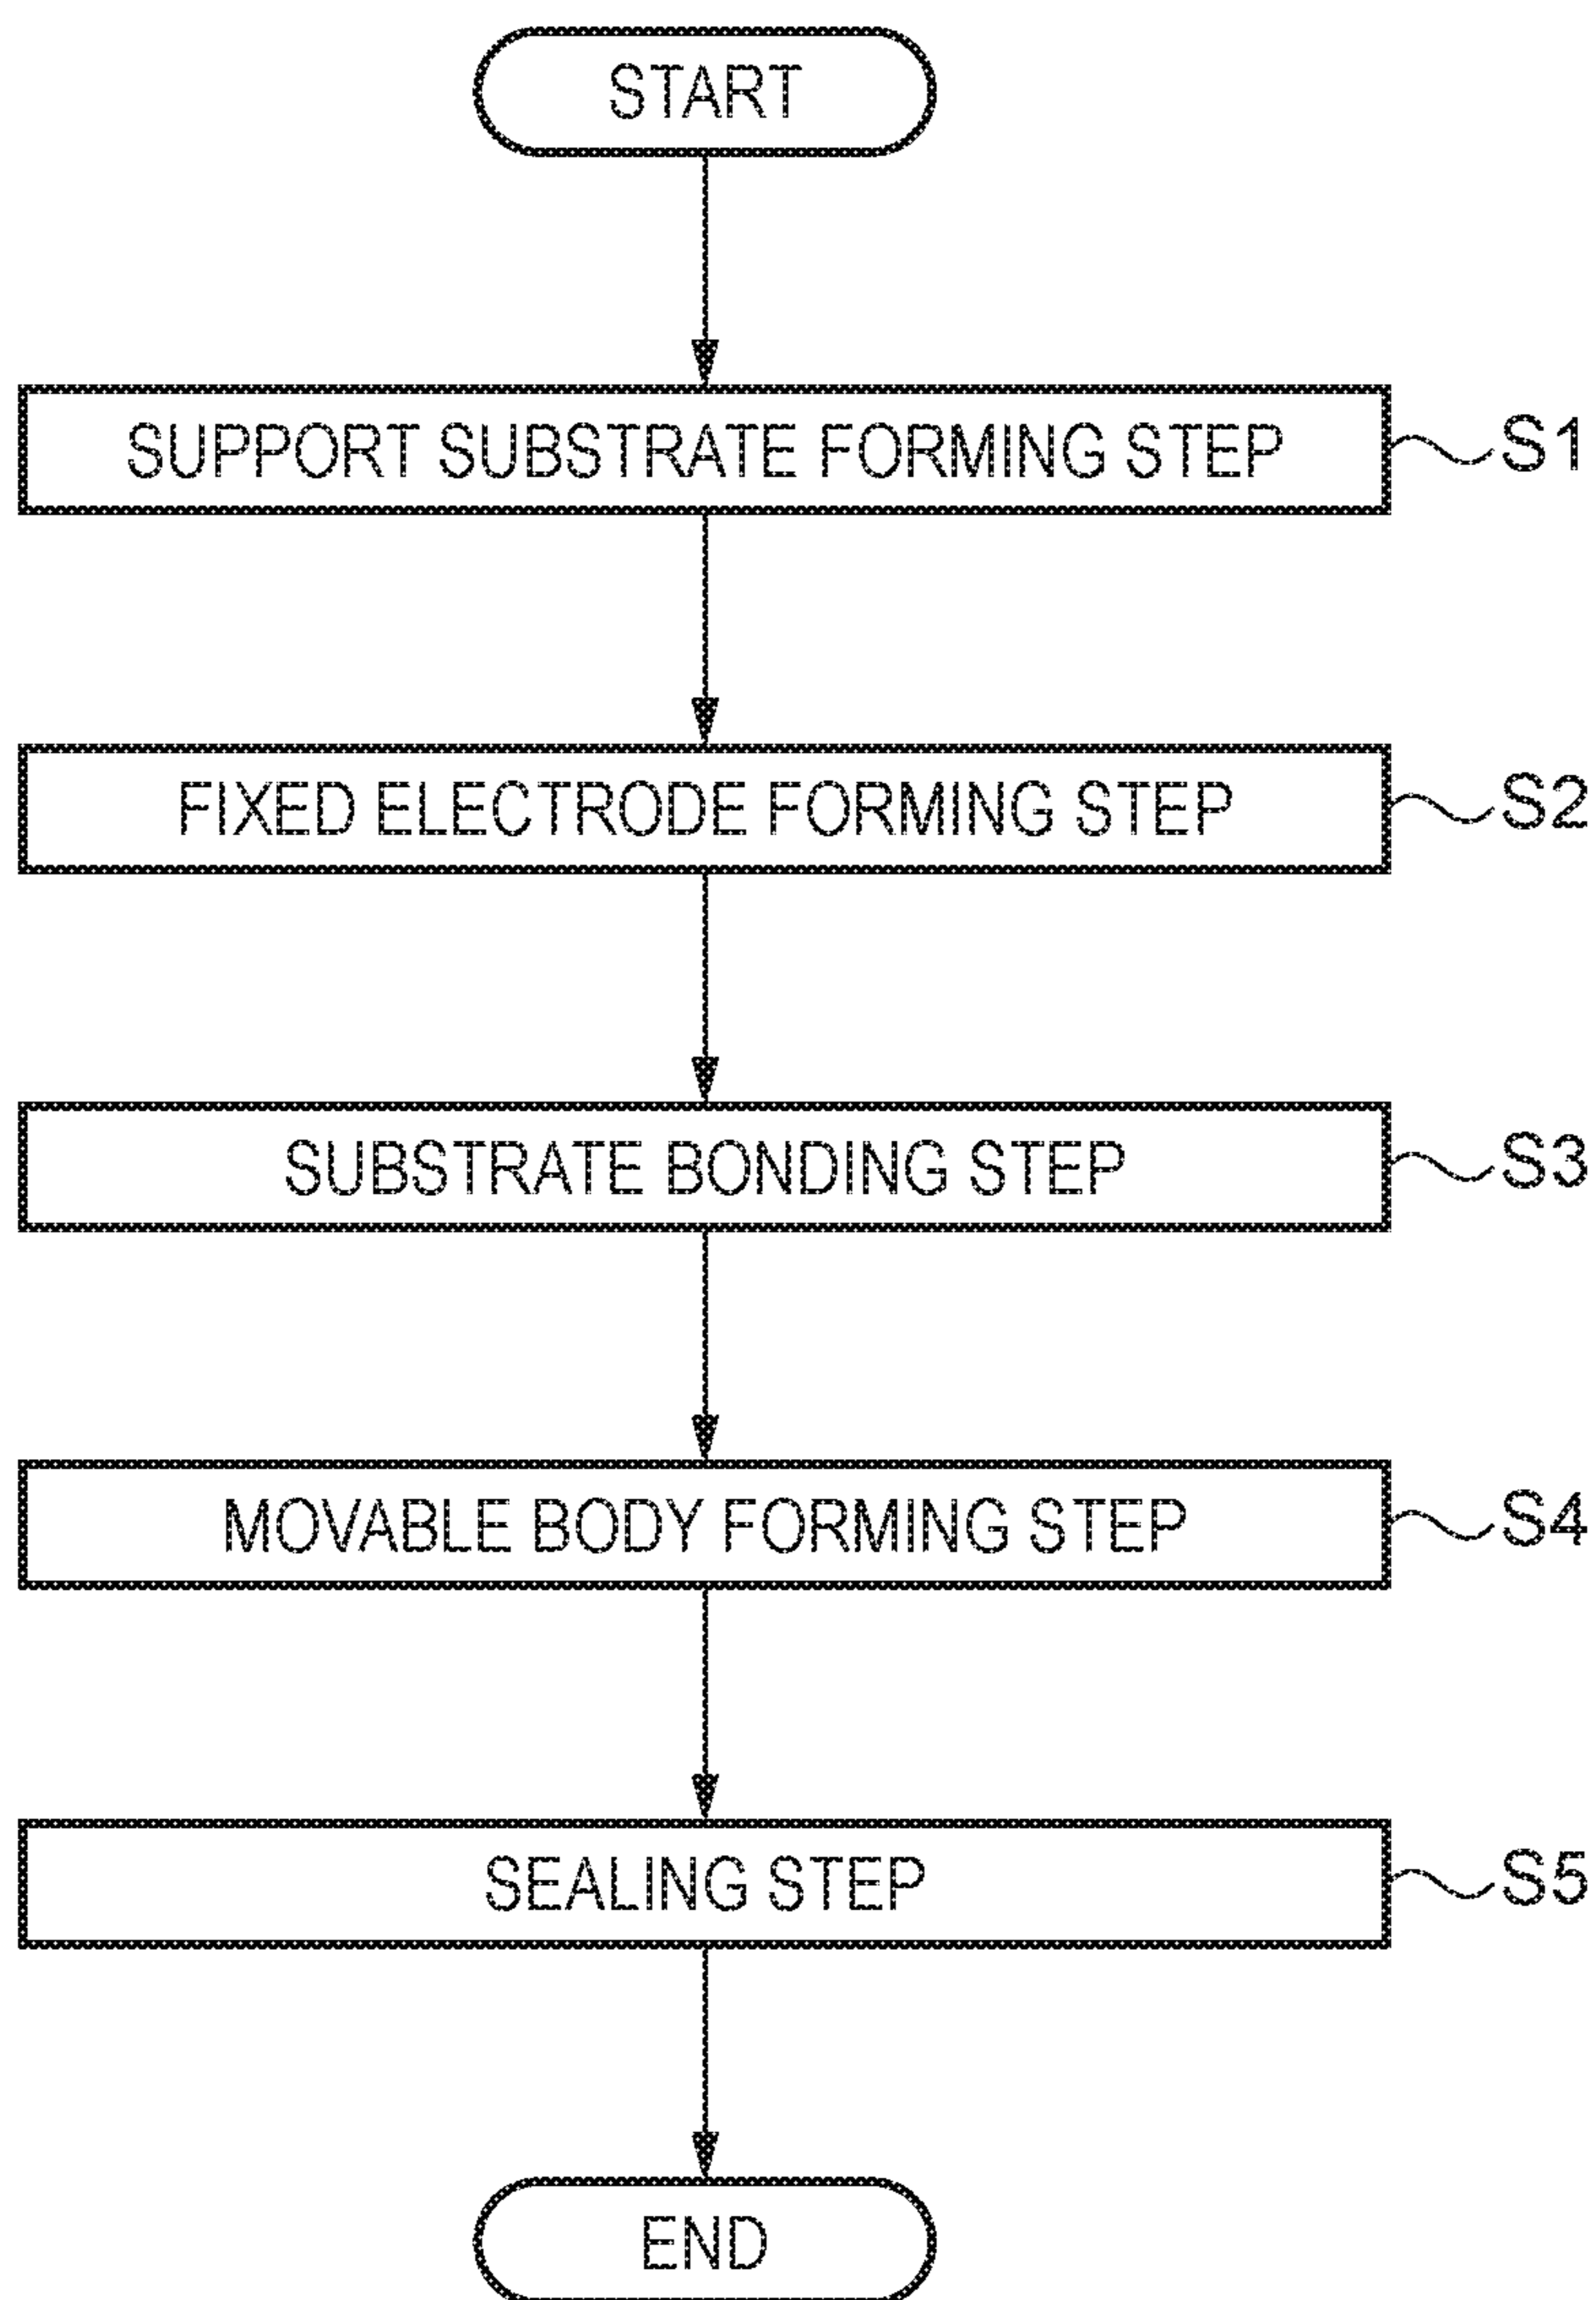 START
SUPPORT SUBSTRATE FORMING STEP S1
FIXED ELECTRODE FORMING STEP S2
SUBSTRATE BONDING STEP S3
MOVABLE BODY FORMING STEP S4
SEALING STEP S5
END